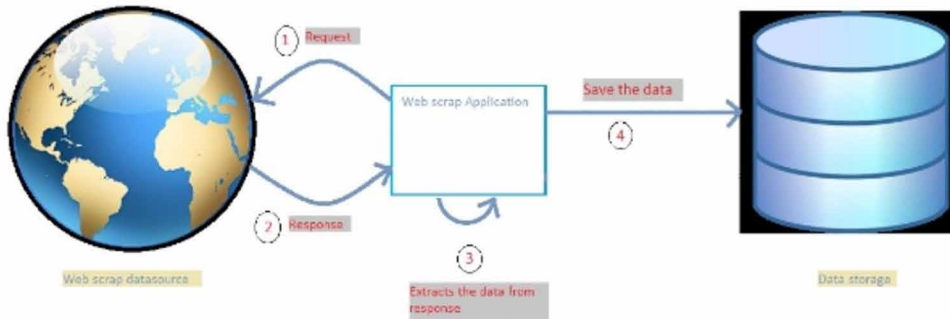 1
Request
Web scrap Application
Save the data
4
2
Response
3
Extracts the data from
response
Web scrap datasource
Data storage